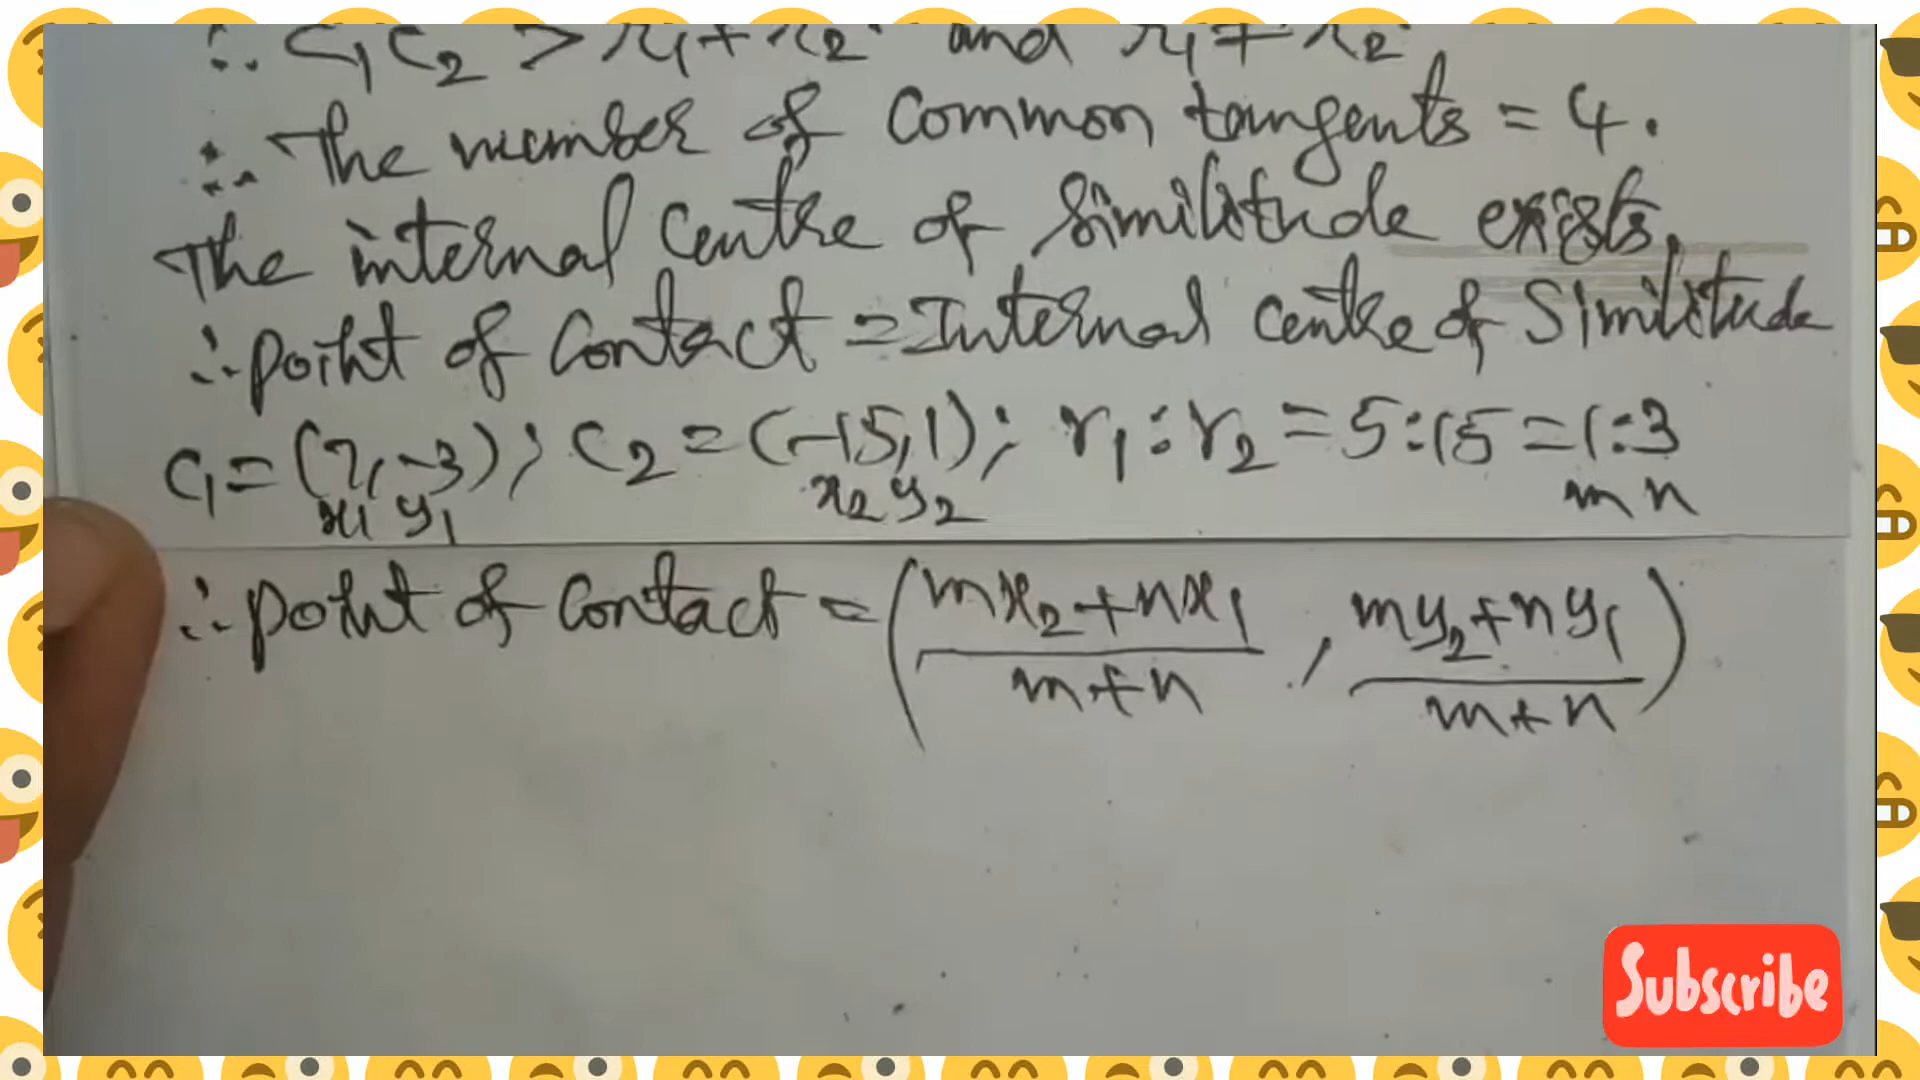 ∴ C₁C₂ > r₁+r₂ and r₁≠r₂
∴ The number of common tangents = 4.
The internal centre of similitude exists.
∴ point of contact = Internal centre of similitude
C₁ = (7,-3); C₂ = (-15,1); r₁:r₂ = 5:15 = 1:3
x₁ y₁ x₂ y₂ m n
∴ point of contact = ( (mx₂+nx₁)/(m+n) , (my₂+ny₁)/(m+n) )
Subscribe